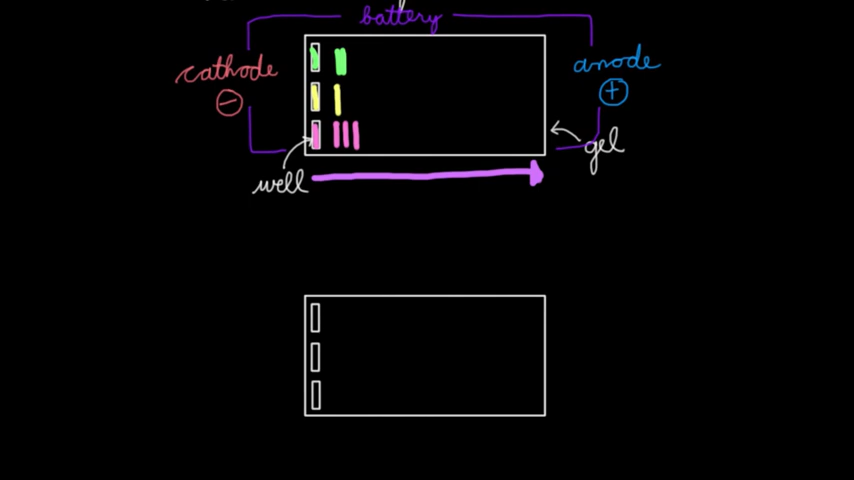 battery
cathode
−
anode
+
gel
well